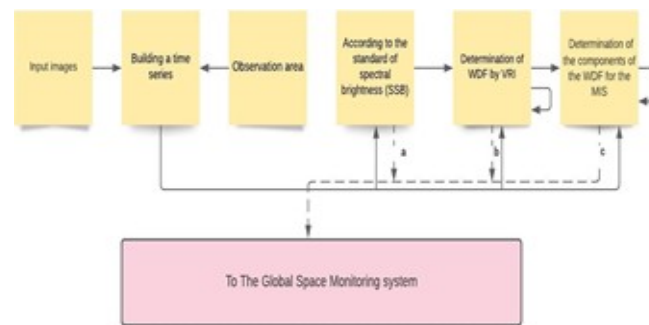 Input images
Building a time
series
Observation area
According to the
standard of
spectral
brightness (SSB)
Determination of
WDF by VRI
Determination of
the components of
the WDF for the
MIS
a
b
c
To The Global Space Monitoring system